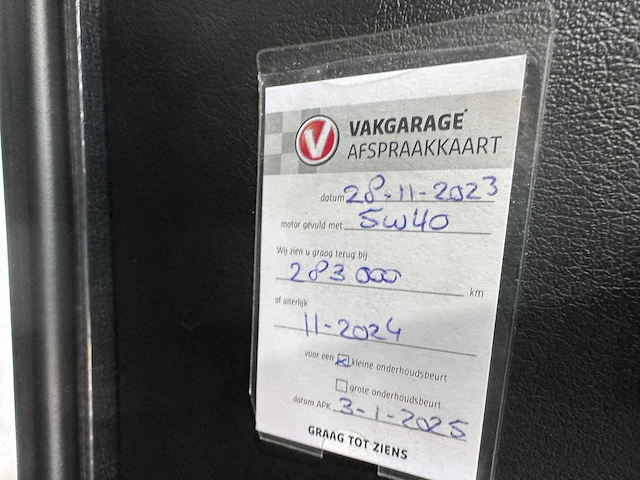 VAKGARAGE
AFSPRAAKKAART
datum 28-11-2023
motor gevuld met 5W40
Wij zien u graag terug bij
283 000 km
of uiterlijk
11-2024
voor een ☒ kleine onderhoudsbeurt
☐ grote onderhoudsbeurt
datum APK 3-1-2025
GRAAG TOT ZIENS